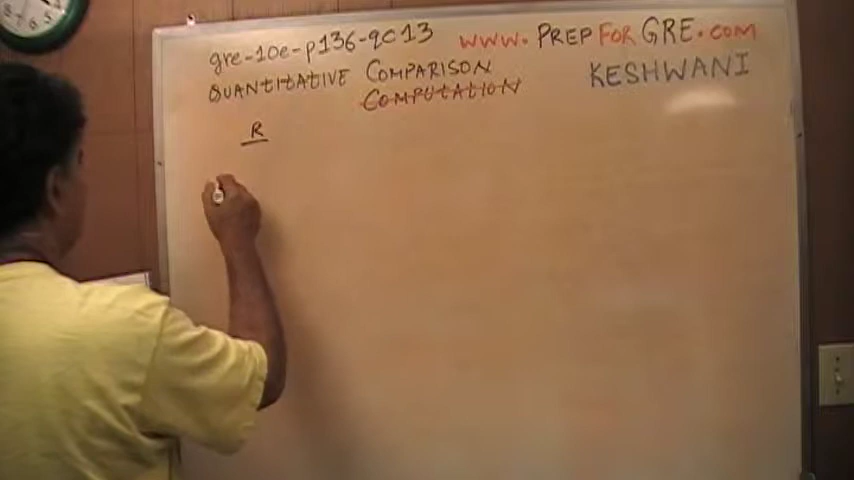 gre-10e-p136-qc13
www.PREPFORGRE.com
QUANTITATIVE COMPARISON
KESHWANI
COMPUTATION
R